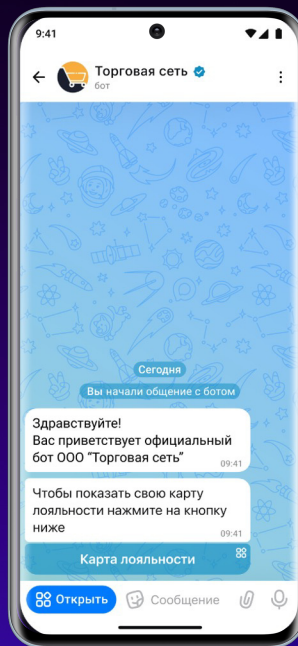 9:41
Торговая сеть
бот
Сегодня
Вы начали общение с ботом
Здравствуйте!
Вас приветствует официальный
бот ООО "Торговая сеть"
09:41
Чтобы показать свою карту
лояльности нажмите на кнопку
ниже
09:41
Карта лояльности
Открыть
Сообщение